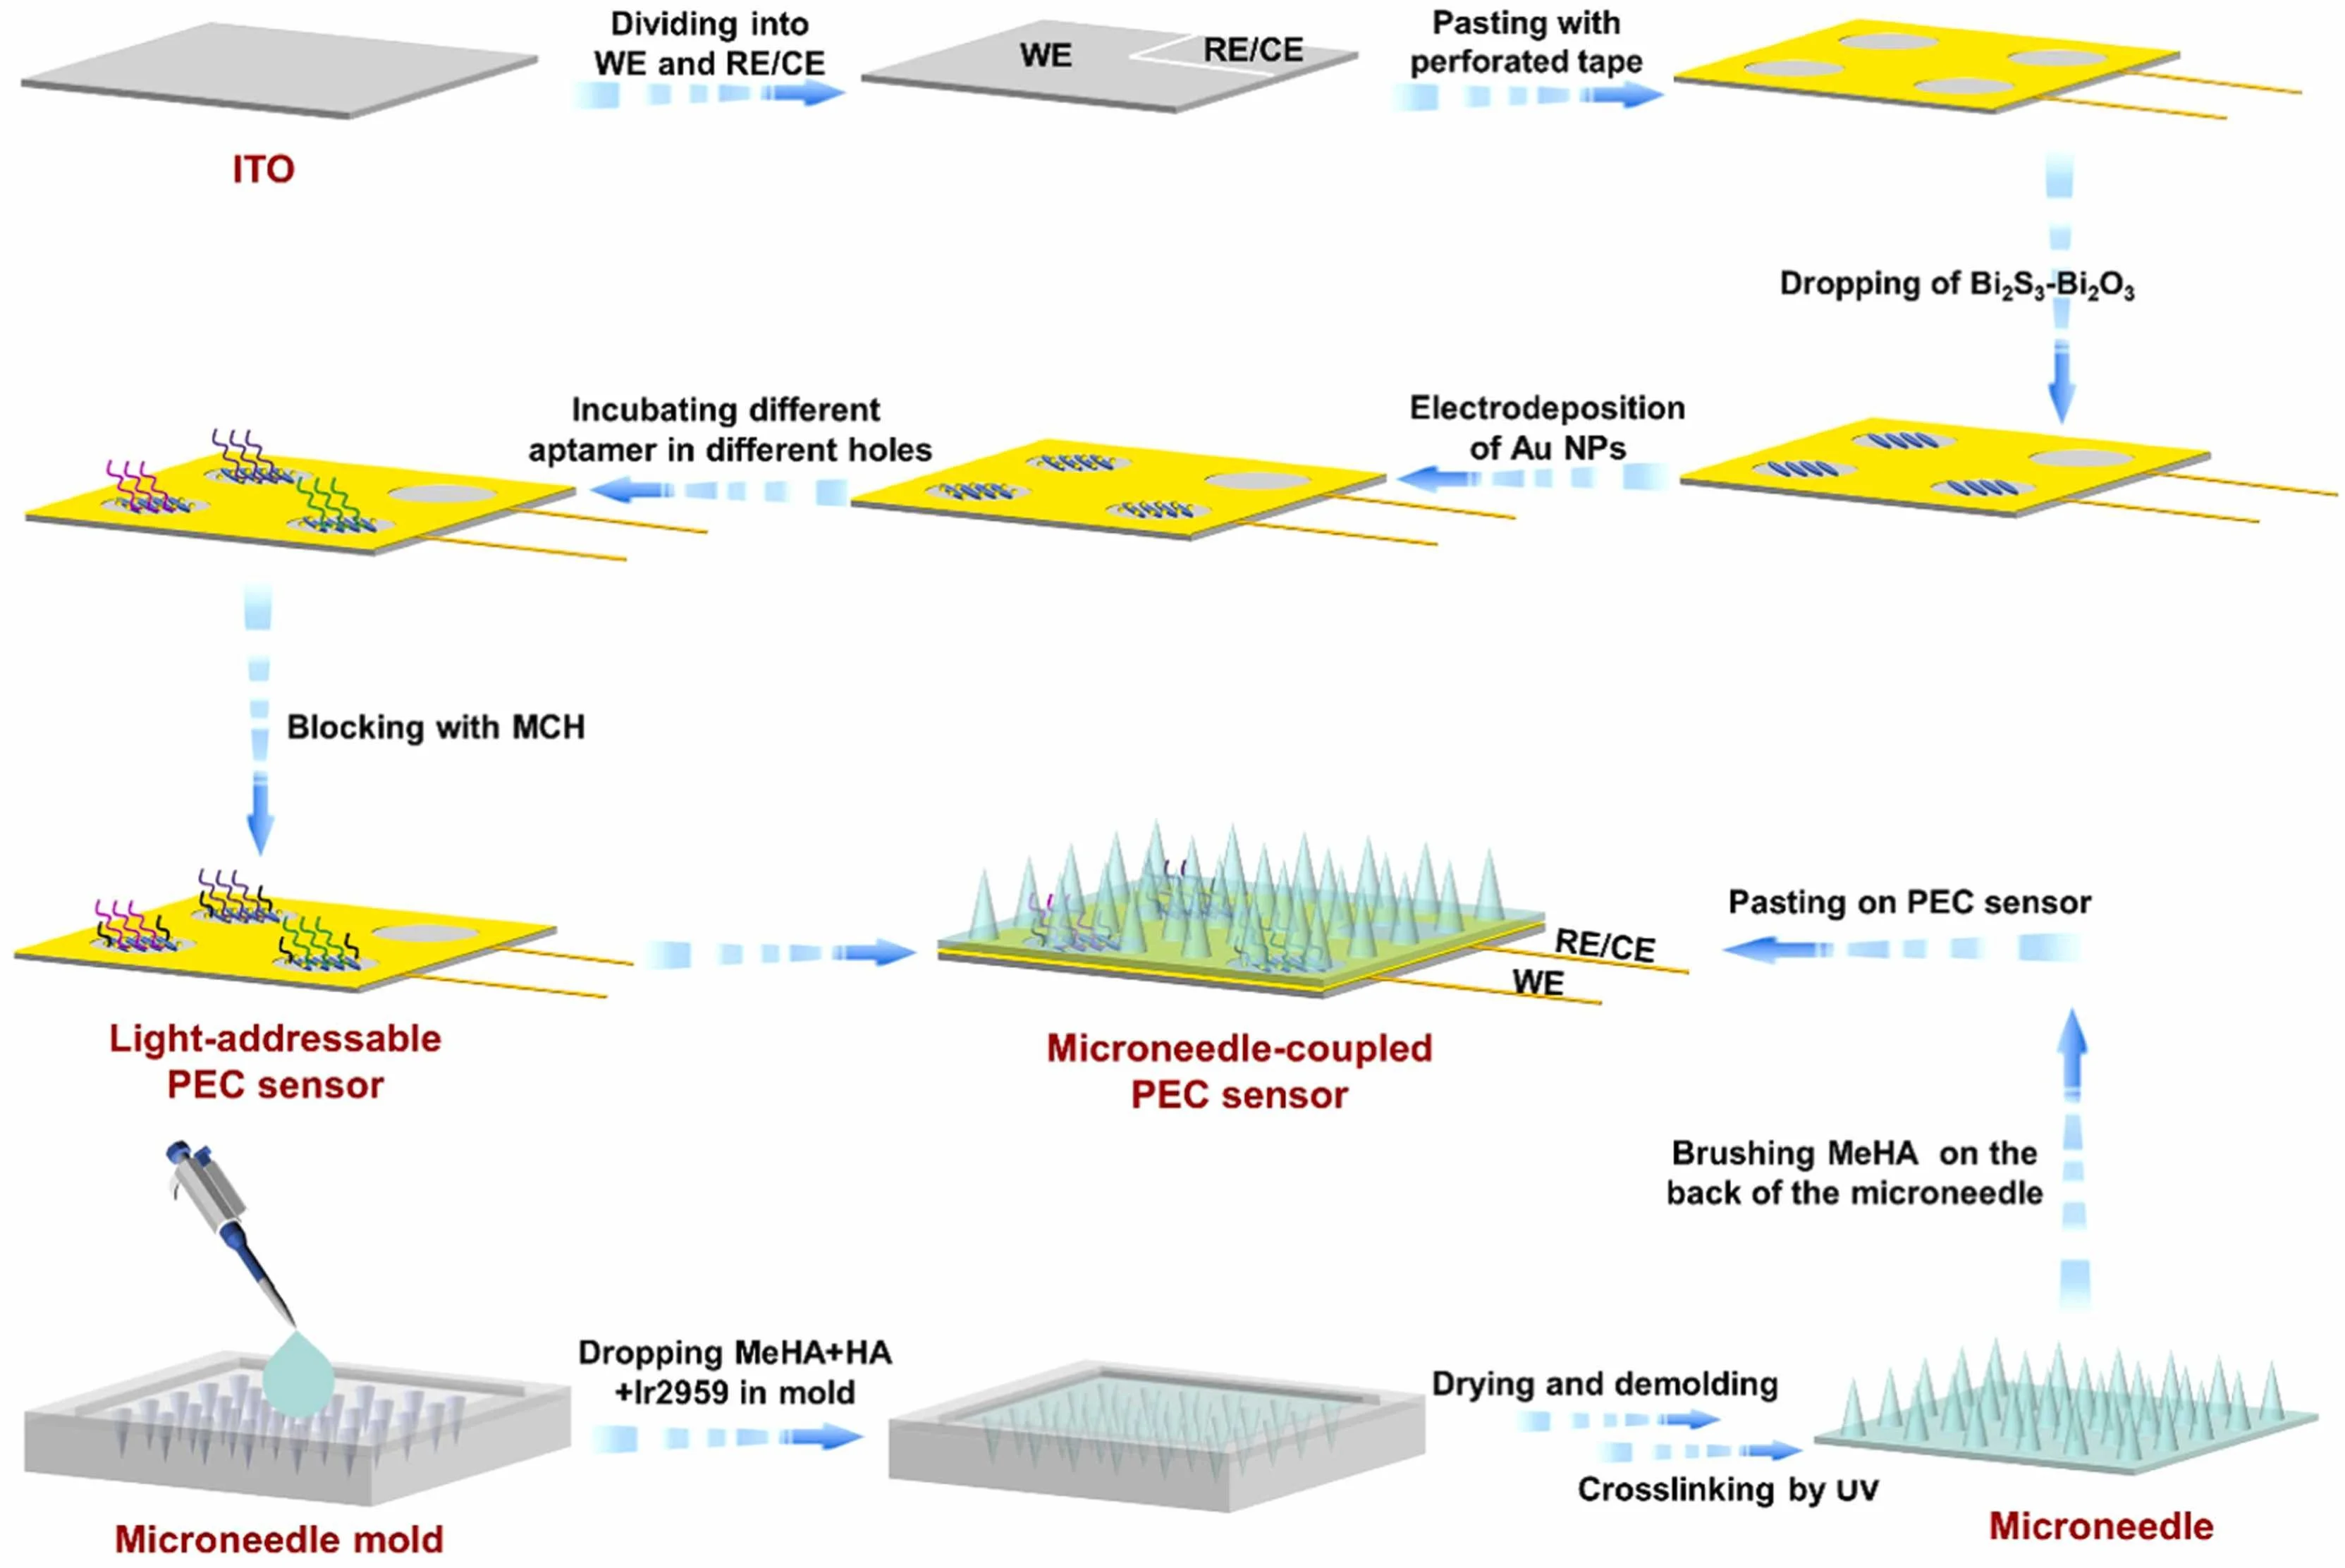 Dividing into
WE and RE/CE
WE
RE/CE
Pasting with
perforated tape
ITO
Dropping of Bi₂S₃-Bi₂O₃
Incubating different
aptamer in different holes
Electrodeposition
of Au NPs
Blocking with MCH
Pasting on PEC sensor
RE/CE
WE
Light-addressable
PEC sensor
Microneedle-coupled
PEC sensor
Brushing MeHA on the
back of the microneedle
Dropping MeHA+HA
+Ir2959 in mold
Drying and demolding
Crosslinking by UV
Microneedle mold
Microneedle